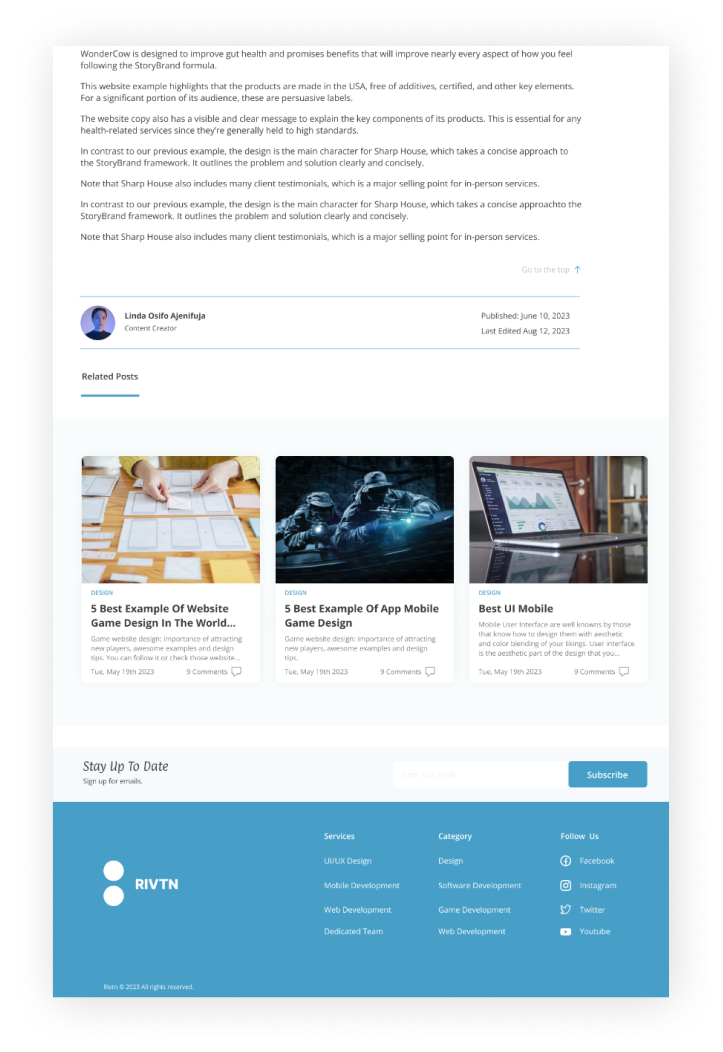 WonderCow is designed to improve gut health and promises benefits that will improve nearly every aspect of how you feel
following the StoryBrand formula.
This website example highlights that the products are made in the USA, free of additives, certified, and other key elements.
For a significant portion of its audience, these are persuasive labels.
The website copy also has a visible and clear message to explain the key components of its products. This is essential for any
health-related services since they're generally held to high standards.
In contrast to our previous example, the design is the main character for Sharp House, which takes a concise approach to
the StoryBrand framework. It outlines the problem and solution clearly and concisely.
Note that Sharp House also includes many client testimonials, which is a major selling point for in-person services.
In contrast to our previous example, the design is the main character for Sharp House, which takes a concise approachto the
StoryBrand framework. It outlines the problem and solution clearly and concisely.
Note that Sharp House also includes many client testimonials, which is a major selling point for in-person services.
Go to the top
Linda Osifo Ajenifuja
Content Creator
Published: June 10, 2023
Last Edited Aug 12, 2023
Related Posts
DESIGN
5 Best Example Of Website
Game Design In The World...
Game website design: Importance of attracting
new players, awesome examples and design
tips. You can follow it or check those website...
Tue, May 19th 2023
9 Comments
DESIGN
5 Best Example Of App Mobile
Game Design
Game website design: Importance of attracting
new players, awesome examples and design
tips.
Tue, May 19th 2023
9 Comments
DESIGN
Best UI Mobile
Mobile User Interface are well knowns by those
that know how to design them with aesthetic
and color blending of your likings. User interface
is the aesthetic part of the design that you...
Tue, May 19th 2023
9 Comments
Stay Up To Date
Sign up for emails.
Enter Your Email
Subscribe
RIVTN
Services
UI/UX Design
Mobile Development
Web Development
Dedicated Team
Category
Design
Software Development
Game Development
Web Development
Follow Us
Facebook
Instagram
Twitter
Youtube
Rivtn © 2023 All rights reserved.